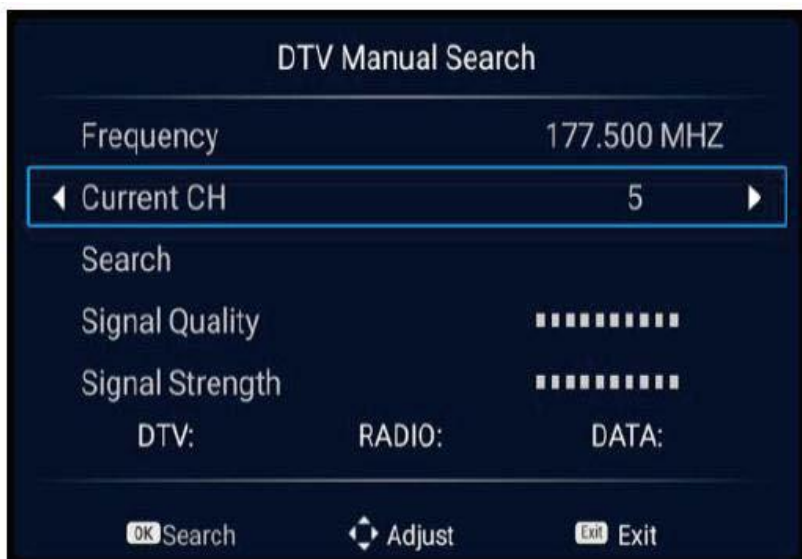 DTV Manual Search
Frequency 177.500 MHZ
Current CH 5
Search
Signal Quality
Signal Strength
DTV: RADIO: DATA:
OK Search Adjust Exit Exit